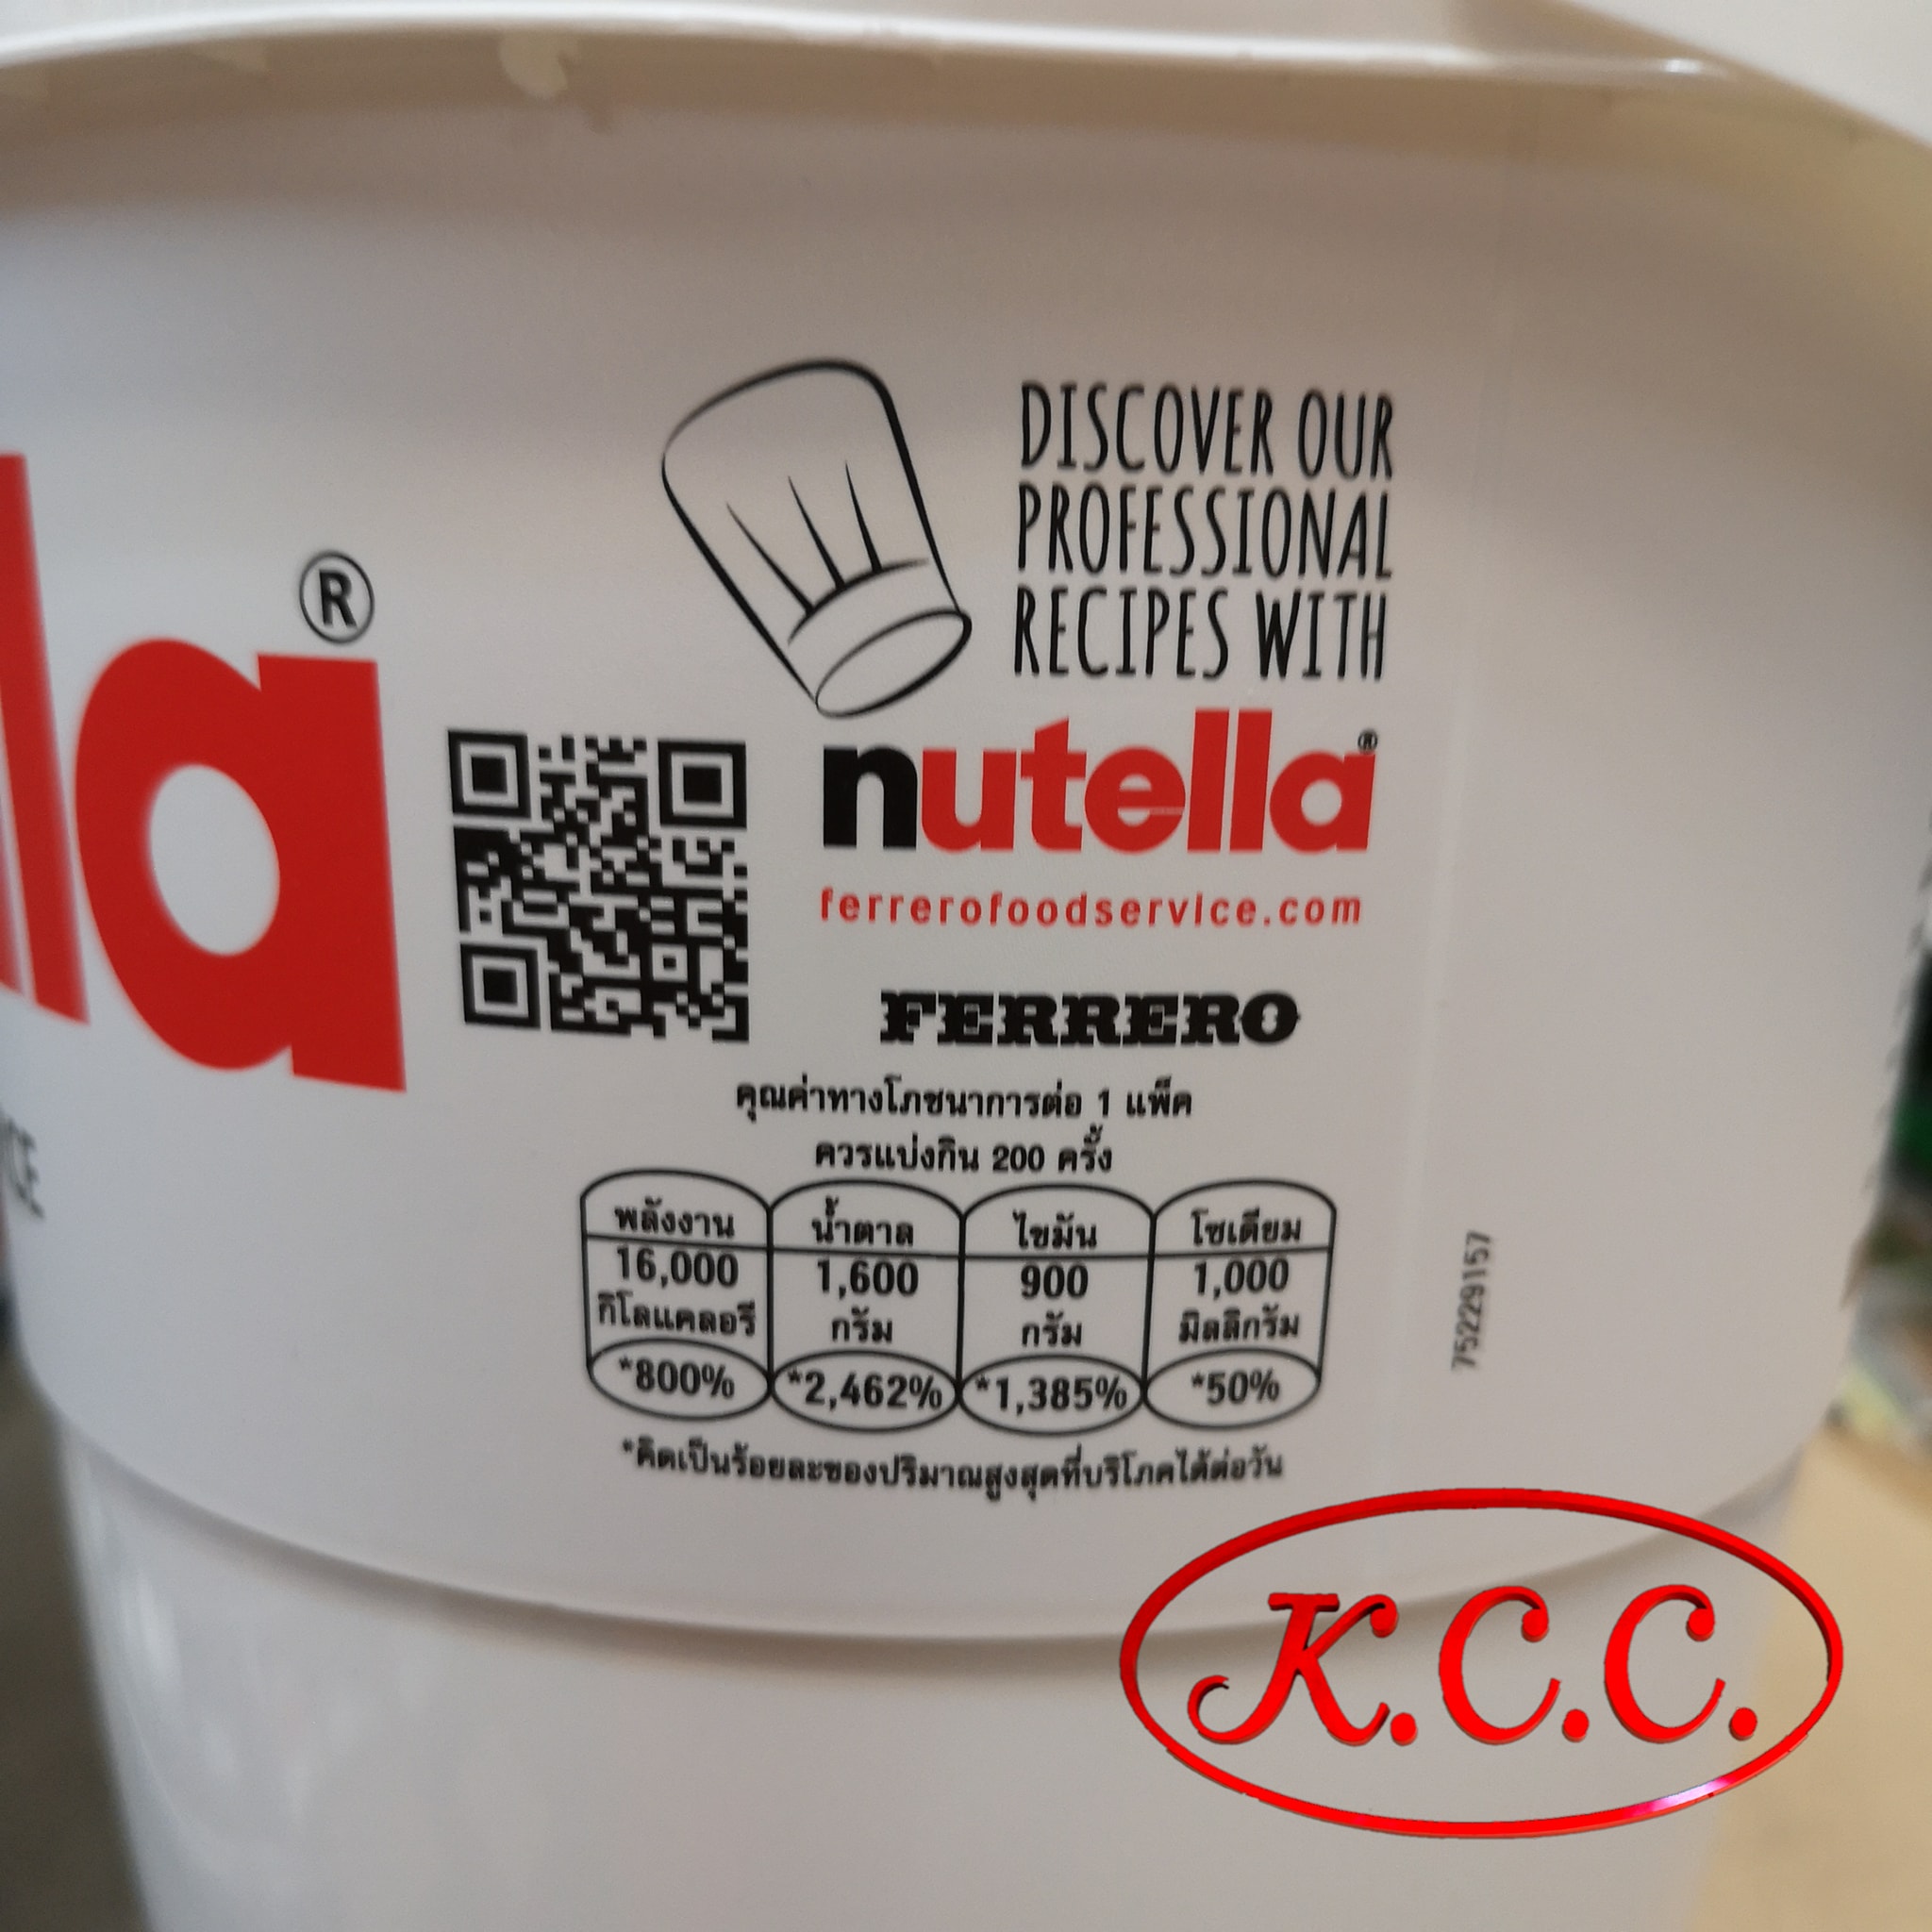 lla®
CE
DISCOVER OUR
PROFESSIONAL
RECIPES WITH
nutella®
ferrerofoodservice.com
FERRERO
คุณค่าทางโภชนาการต่อ 1 แพ็ค
ควรแบ่งกิน 200 ครั้ง
พลังงาน น้ำตาล ไขมัน โซเดียม
16,000 1,600 900 1,000
กิโลแคลอรี กรัม กรัม มิลลิกรัม
*800% *2,462% *1,385% *50%
*คิดเป็นร้อยละของปริมาณสูงสุดที่บริโภคได้ต่อวัน
75229157
K.C.C.